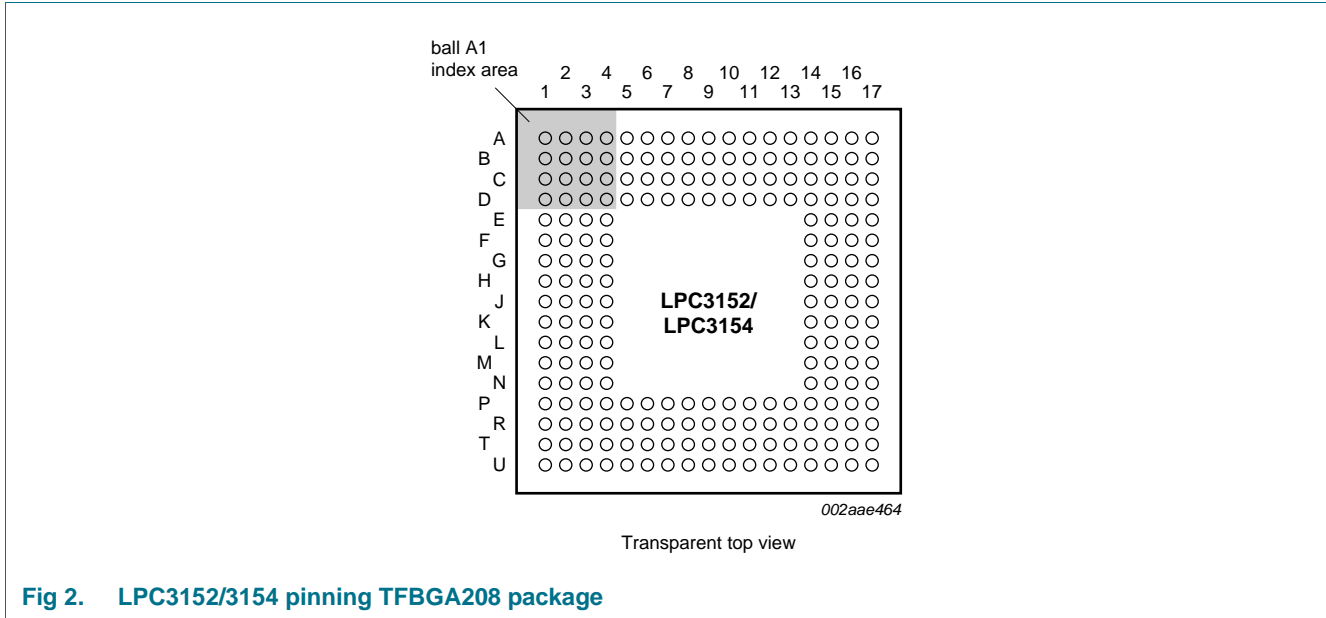 ball A1
index area
2 4 6 8 10 12 14 16
1 3 5 7 9 11 13 15 17
A
B
C
D
E
F
G
H
J
K
L
M
N
P
R
T
U
LPC3152/
LPC3154
002aae464
Transparent top view
Fig 2. LPC3152/3154 pinning TFBGA208 package